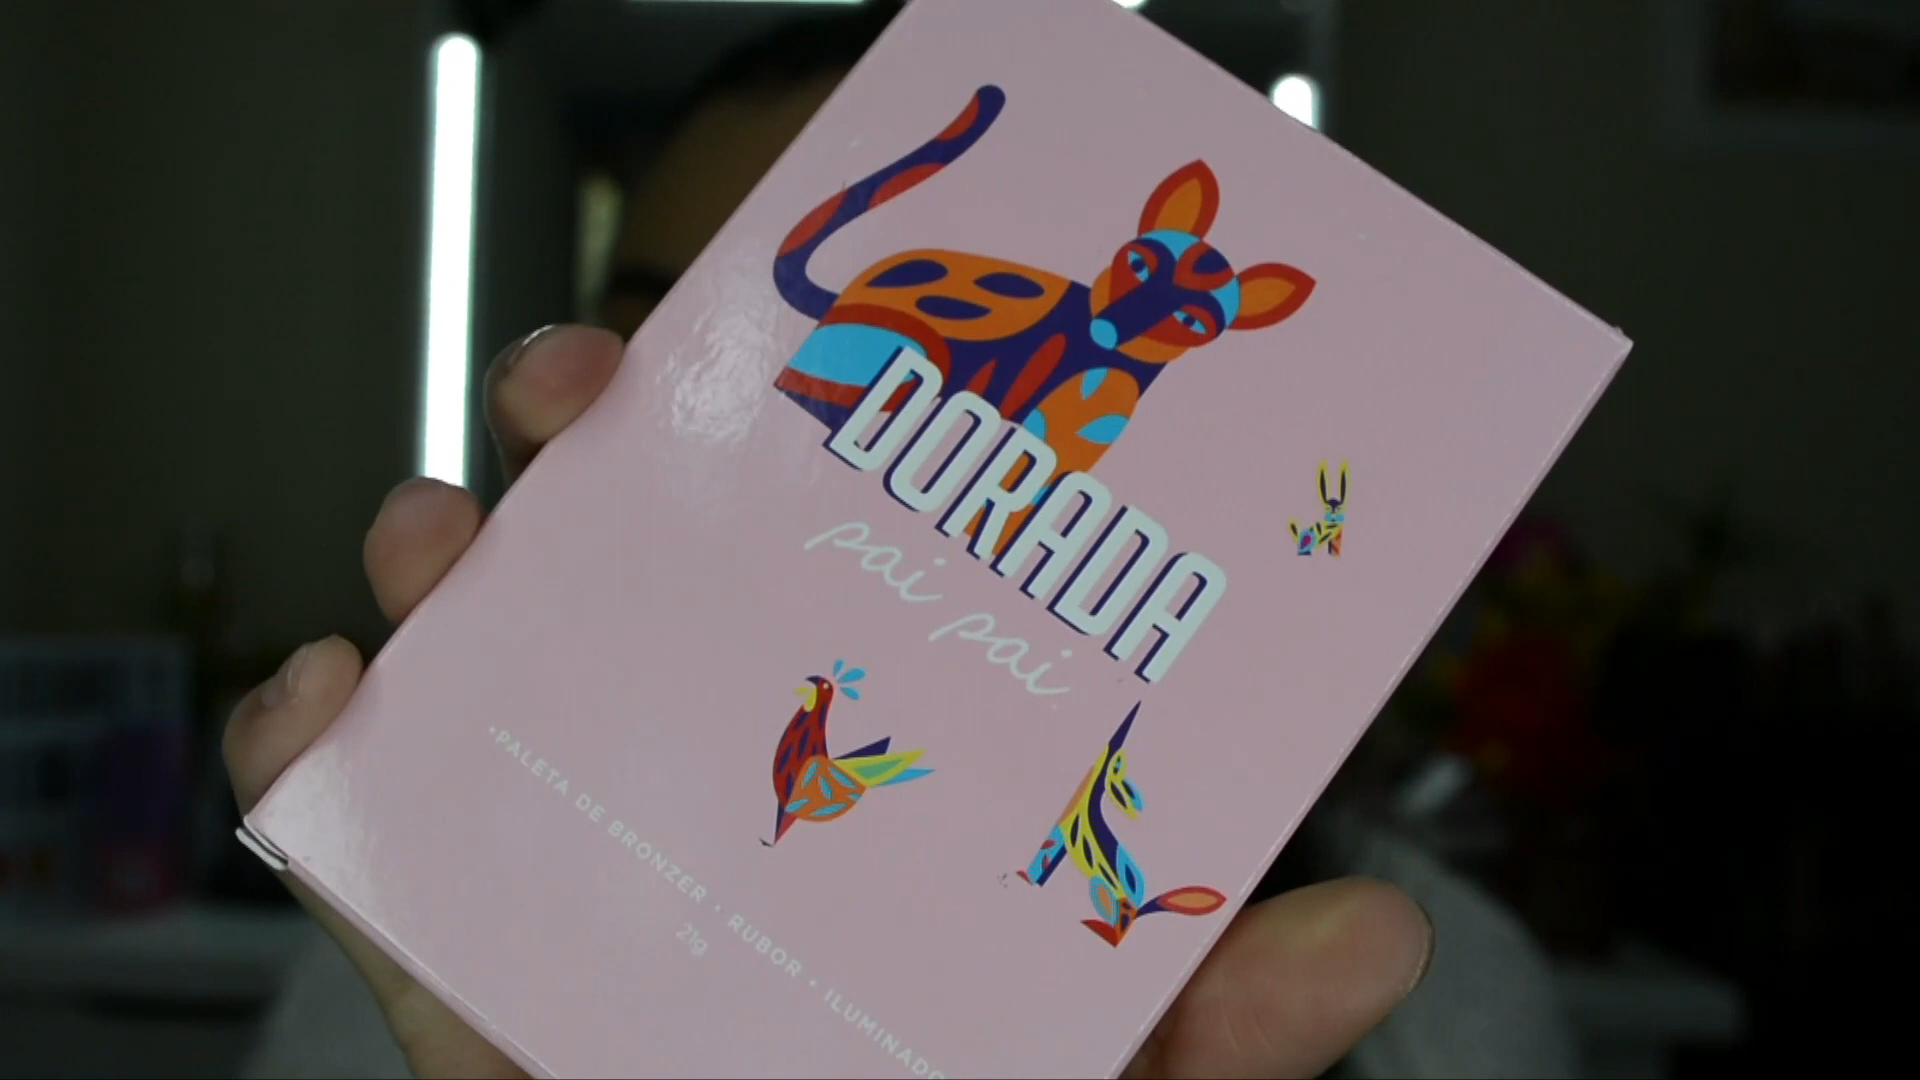 DORADA
pai pai
•PALETA DE BRONZER • RUBOR • ILUMINADO
21g